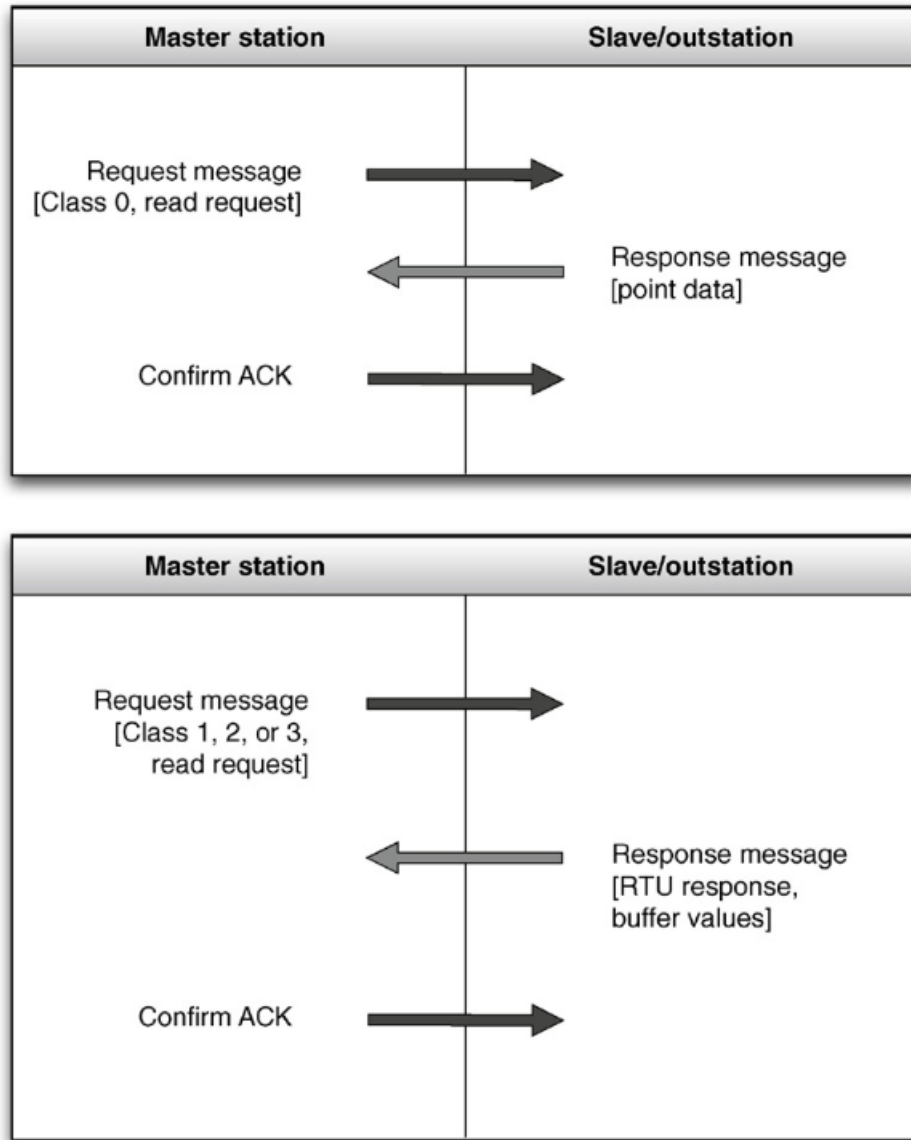 Master station
Slave/outstation
Request message
[Class 0, read request]
Response message
[point data]
Confirm ACK
Master station
Slave/outstation
Request message
[Class 1, 2, or 3,
read request]
Response message
[RTU response,
buffer values]
Confirm ACK